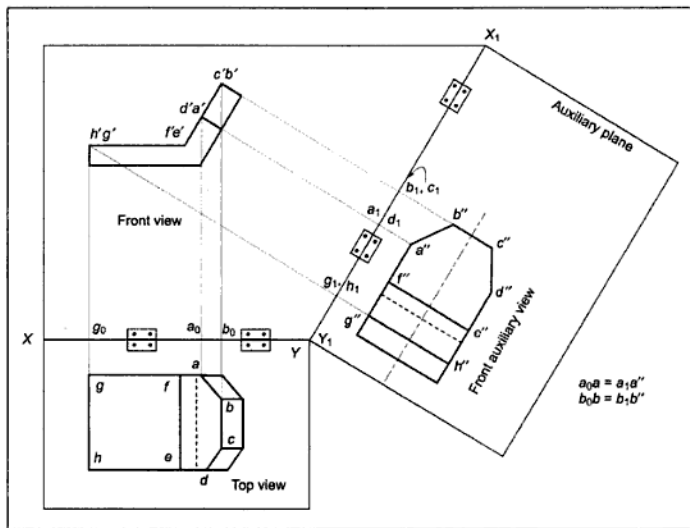 X₁
c'b'
d'a'
f'e'
h'g'
Auxiliary plane
b₁, c₁
a₁
d₁
b"
c"
a"
Front view
g₁, h₁
f"
d"
g"
e"
h"
Front auxiliary view
X
g₀
a₀
b₀
Y
Y₁
a
g
f
b
c
h
e
d
Top view
a₀a = a₁a"
b₀b = b₁b"